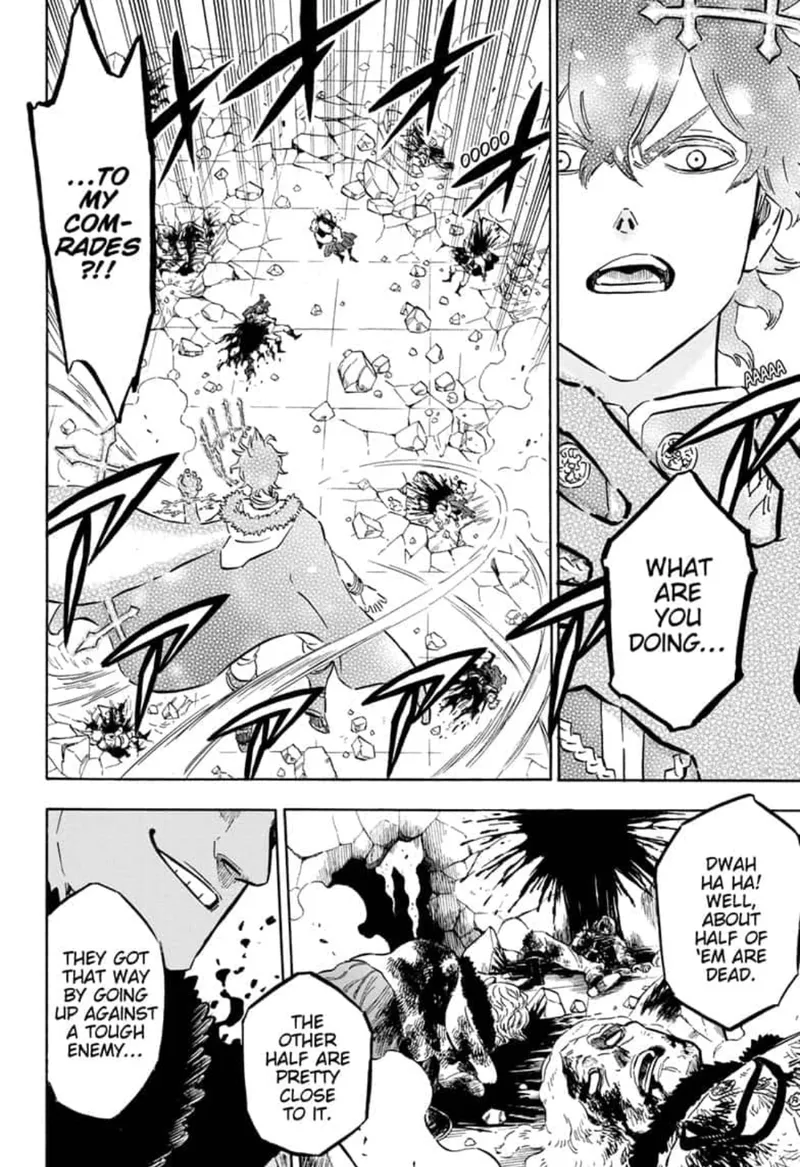 AAAAA
WHAT
ARE
YOU
DOING...
...TO
MY
COM-
RADES
?!!
OOOOO
DWAH
HA HA!
WELL,
ABOUT
HALF OF
'EM ARE
DEAD.
THE
OTHER
HALF ARE
PRETTY
CLOSE
TO IT.
THEY GOT
THAT WAY
BY GOING
UP AGAINST
A TOUGH
ENEMY...